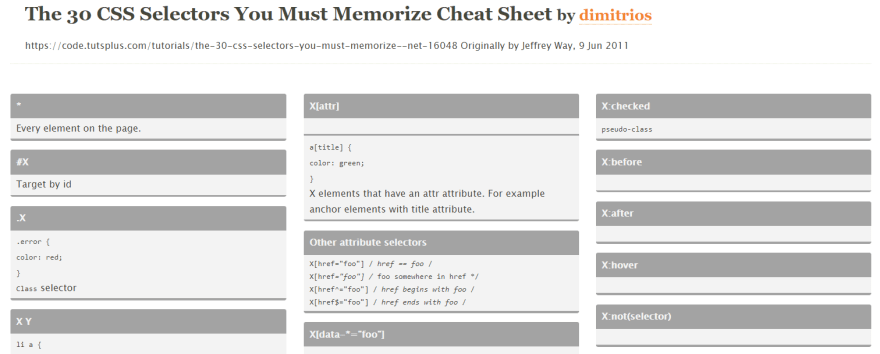 The 30 CSS Selectors You Must Memorize Cheat Sheet by dimitrios
https://code.tutsplus.com/tutorials/the-30-css-selectors-you-must-memorize--net-16048 Originally by Jeffrey Way, 9 Jun 2011
*
Every element on the page.
#X
Target by id
.X
.error {
color: red;
}
Class selector
X Y
li a {
X[attr]
a[title] {
color: green;
}
X elements that have an attr attribute. For example
anchor elements with title attribute.
Other attribute selectors
X[href="foo"] / href == foo /
X[href="foo"] / foo somewhere in href */
X[href^="foo"] / href begins with foo /
X[href$="foo"] / href ends with foo /
X[data-*="foo"]
X:checked
pseudo-class
X:before
X:after
X:hover
X:not(selector)